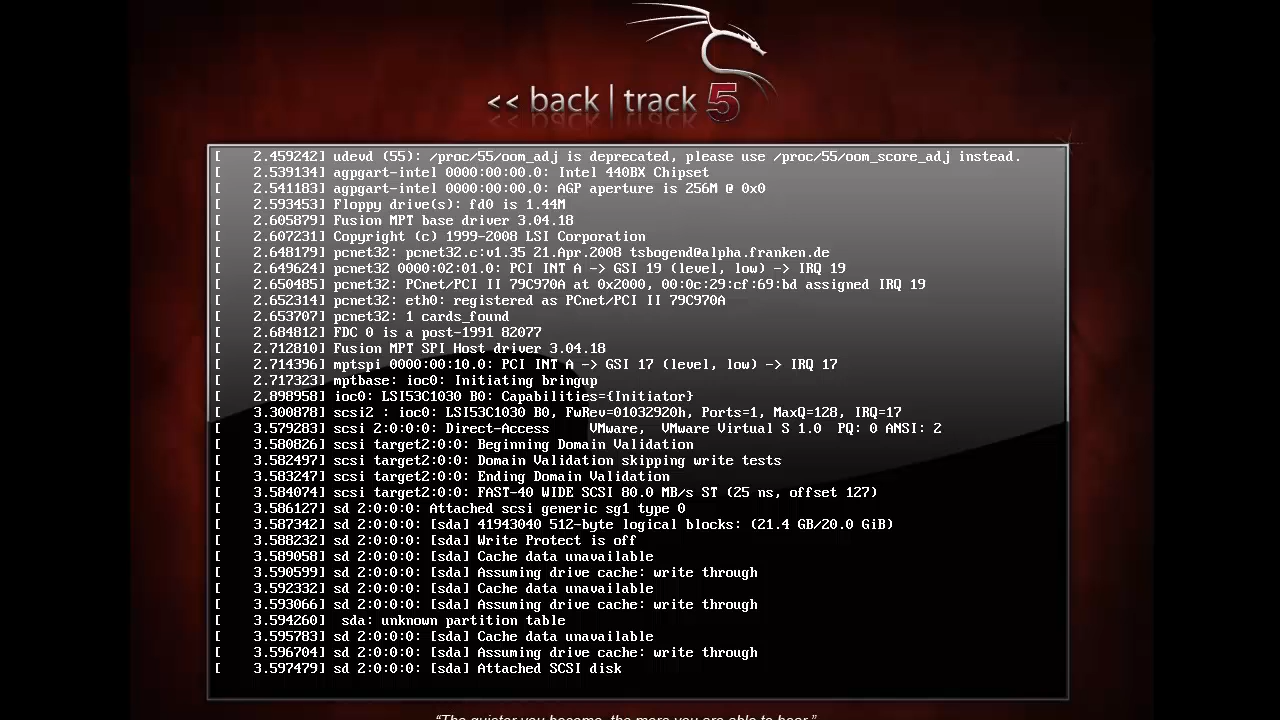 << back | track 5
[    2.459242] udevd (55): /proc/55/oom_adj is deprecated, please use /proc/55/oom_score_adj instead.
[    2.539134] agpgart-intel 0000:00:00.0: Intel 440BX Chipset
[    2.541183] agpgart-intel 0000:00:00.0: AGP aperture is 256M @ 0x0
[    2.593453] Floppy drive(s): fd0 is 1.44M
[    2.605879] Fusion MPT base driver 3.04.18
[    2.607231] Copyright (c) 1999-2008 LSI Corporation
[    2.648179] pcnet32: pcnet32.c:v1.35 21.Apr.2008 tsbogend@alpha.franken.de
[    2.649624] pcnet32 0000:02:01.0: PCI INT A -> GSI 19 (level, low) -> IRQ 19
[    2.650485] pcnet32: PCnet/PCI II 79C970A at 0x2000, 00:0c:29:cf:69:bd assigned IRQ 19
[    2.652314] pcnet32: eth0: registered as PCnet/PCI II 79C970A
[    2.653707] pcnet32: 1 cards_found
[    2.684812] FDC 0 is a post-1991 82077
[    2.712810] Fusion MPT SPI Host driver 3.04.18
[    2.714396] mptspi 0000:00:10.0: PCI INT A -> GSI 17 (level, low) -> IRQ 17
[    2.717323] mptbase: ioc0: Initiating bringup
[    2.898958] ioc0: LSI53C1030 B0: Capabilities={Initiator}
[    3.300878] scsi2 : ioc0: LSI53C1030 B0, FwRev=01032920h, Ports=1, MaxQ=128, IRQ=17
[    3.579283] scsi 2:0:0:0: Direct-Access     VMware,  VMware Virtual S 1.0  PQ: 0 ANSI: 2
[    3.580826] scsi target2:0:0: Beginning Domain Validation
[    3.582497] scsi target2:0:0: Domain Validation skipping write tests
[    3.583247] scsi target2:0:0: Ending Domain Validation
[    3.584074] scsi target2:0:0: FAST-40 WIDE SCSI 80.0 MB/s ST (25 ns, offset 127)
[    3.586127] sd 2:0:0:0: Attached scsi generic sg1 type 0
[    3.587342] sd 2:0:0:0: [sda] 41943040 512-byte logical blocks: (21.4 GB/20.0 GiB)
[    3.588232] sd 2:0:0:0: [sda] Write Protect is off
[    3.589058] sd 2:0:0:0: [sda] Cache data unavailable
[    3.590599] sd 2:0:0:0: [sda] Assuming drive cache: write through
[    3.592332] sd 2:0:0:0: [sda] Cache data unavailable
[    3.593066] sd 2:0:0:0: [sda] Assuming drive cache: write through
[    3.594260]  sda: unknown partition table
[    3.595783] sd 2:0:0:0: [sda] Cache data unavailable
[    3.596704] sd 2:0:0:0: [sda] Assuming drive cache: write through
[    3.597479] sd 2:0:0:0: [sda] Attached SCSI disk
“The quieter you become, the more you are able to hear.”